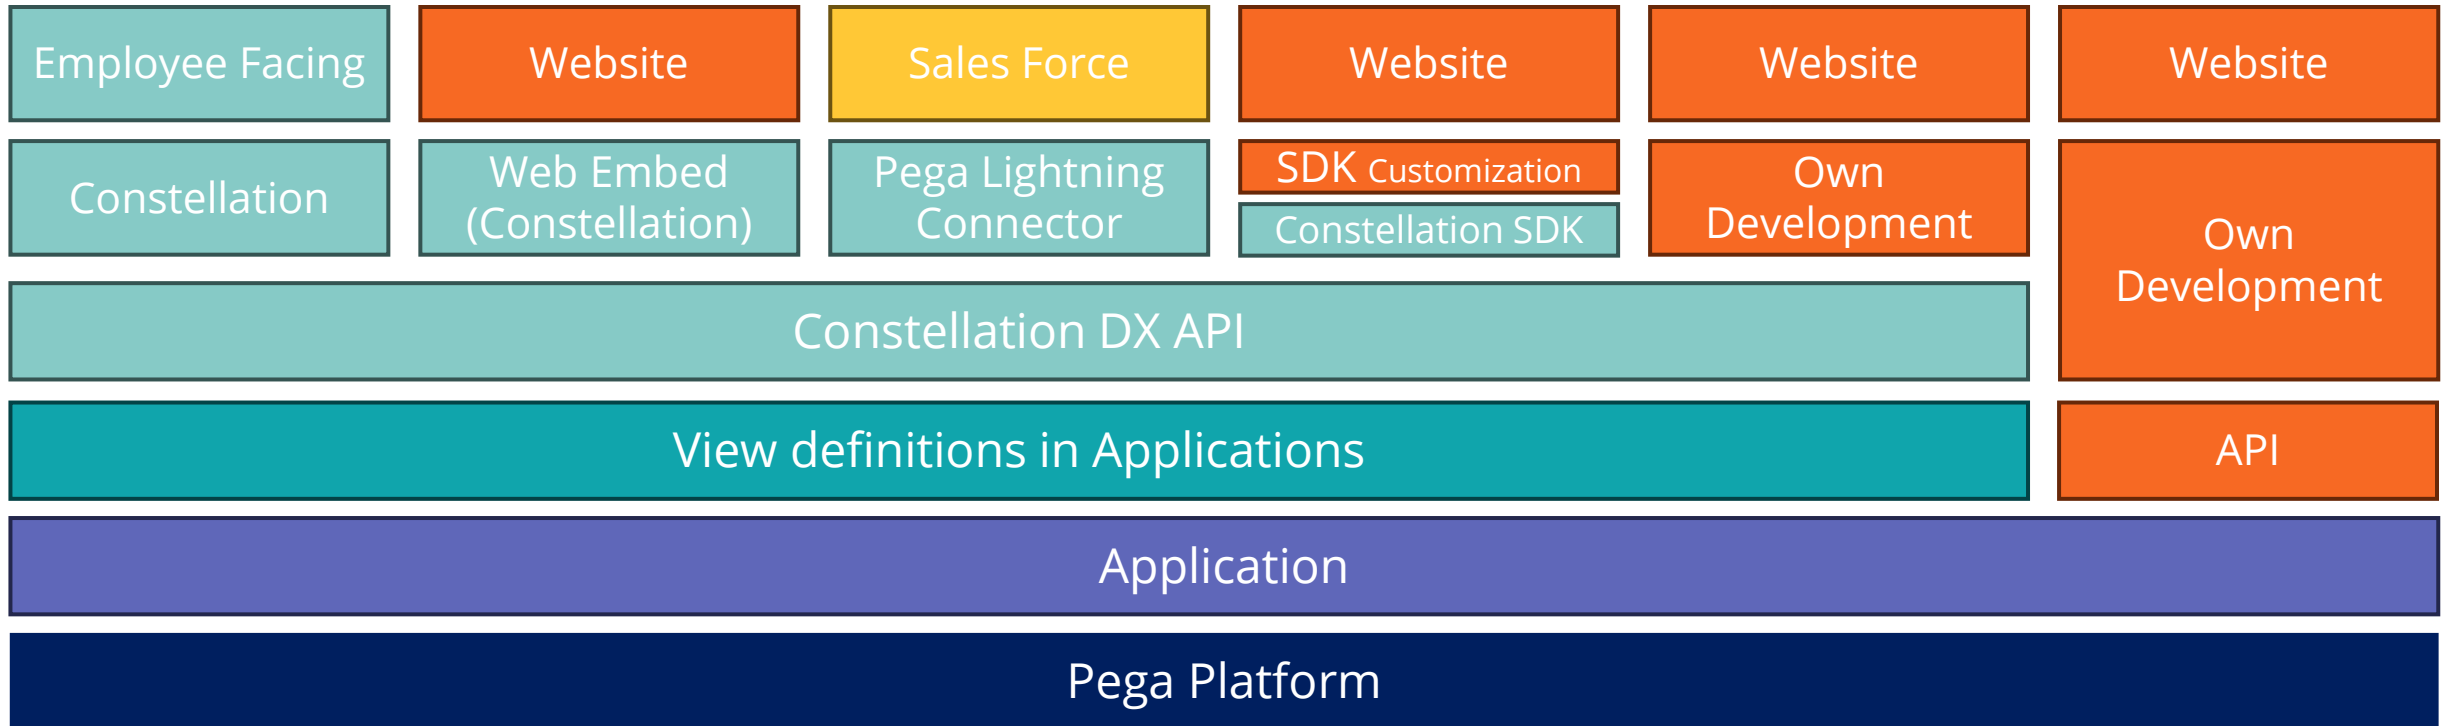 Employee Facing
Website
Sales Force
Website
Website
Website
Constellation
Web Embed
(Constellation)
Pega Lightning
Connector
SDK Customization
Constellation SDK
Own
Development
Own
Development
Constellation DX API
View definitions in Applications
API
Application
Pega Platform